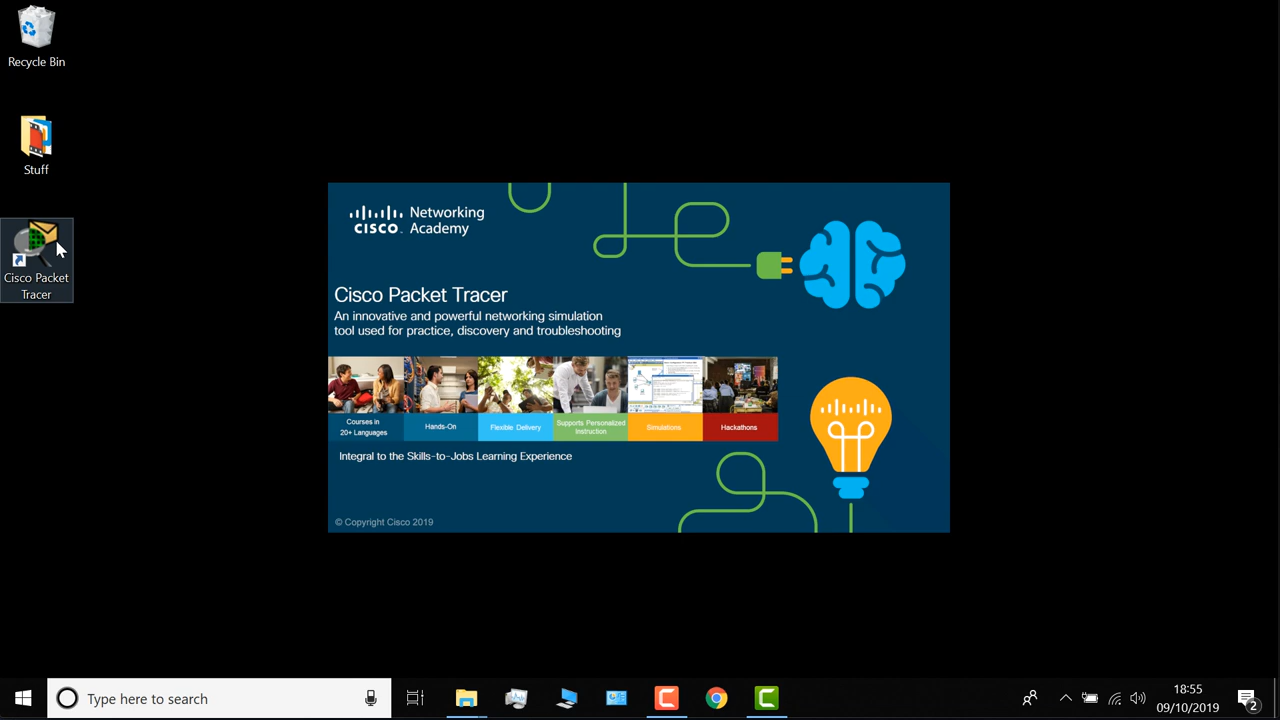 Recycle Bin
Stuff
Cisco Packet
Tracer
CISCO
Networking
Academy
Cisco Packet Tracer
An innovative and powerful networking simulation
tool used for practice, discovery and troubleshooting
Courses in
20+ Languages
Hands-On
Flexible Delivery
Supports Personalized
Instruction
Simulations
Hackathons
Integral to the Skills-to-Jobs Learning Experience
© Copyright Cisco 2019
Type here to search
18:55
09/10/2019
2